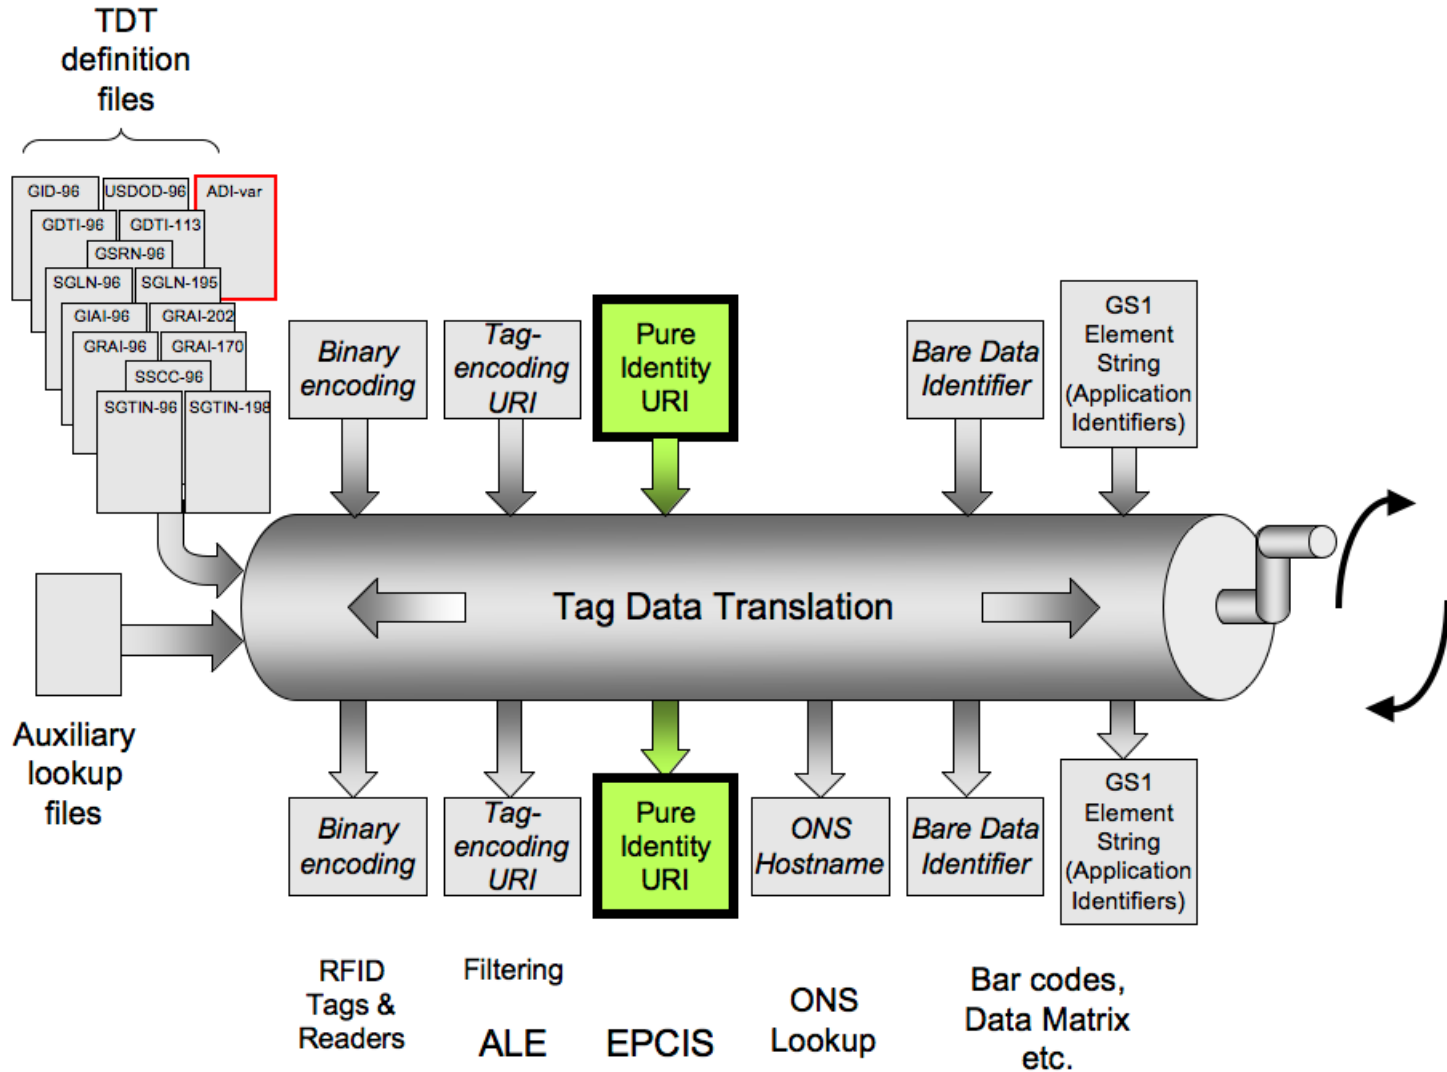 TDT
definition
files
GID-96
USDOD-96
ADI-var
GDTI-96
GDTI-113
GSRN-96
SGLN-96
SGLN-195
GIAI-96
GRAI-202
GRAI-96
GRAI-170
SSCC-96
SGTIN-96
SGTIN-198
Binary
encoding
Tag-
encoding
URI
Pure
Identity
URI
Bare Data
Identifier
GS1
Element
String
(Application
Identifiers)
Tag Data Translation
Auxiliary
lookup
files
Binary
encoding
Tag-
encoding
URI
Pure
Identity
URI
ONS
Hostname
Bare Data
Identifier
GS1
Element
String
(Application
Identifiers)
RFID
Tags &
Readers
Filtering
ALE
EPCIS
ONS
Lookup
Bar codes,
Data Matrix
etc.